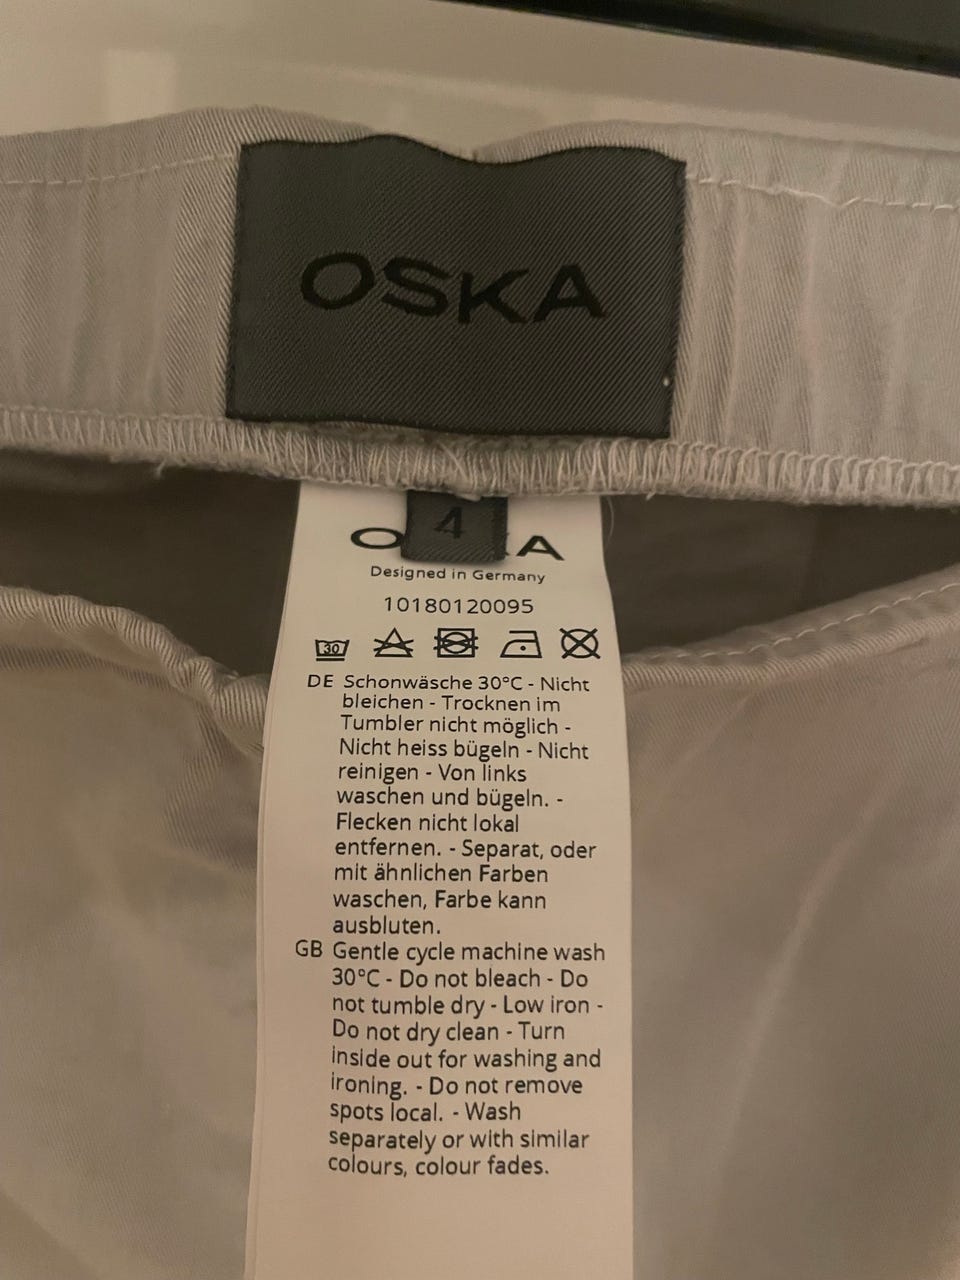 OSKA
4
O A
Designed in Germany
10180120095
30
DE Schonwäsche 30°C - Nicht
bleichen - Trocknen im
Tumbler nicht möglich -
Nicht heiss bügeln - Nicht
reinigen - Von links
waschen und bügeln. -
Flecken nicht lokal
entfernen. - Separat, oder
mit ähnlichen Farben
waschen, Farbe kann
ausbluten.
GB Gentle cycle machine wash
30°C - Do not bleach - Do
not tumble dry - Low iron -
Do not dry clean - Turn
inside out for washing and
ironing. - Do not remove
spots local. - Wash
separately or with similar
colours, colour fades.